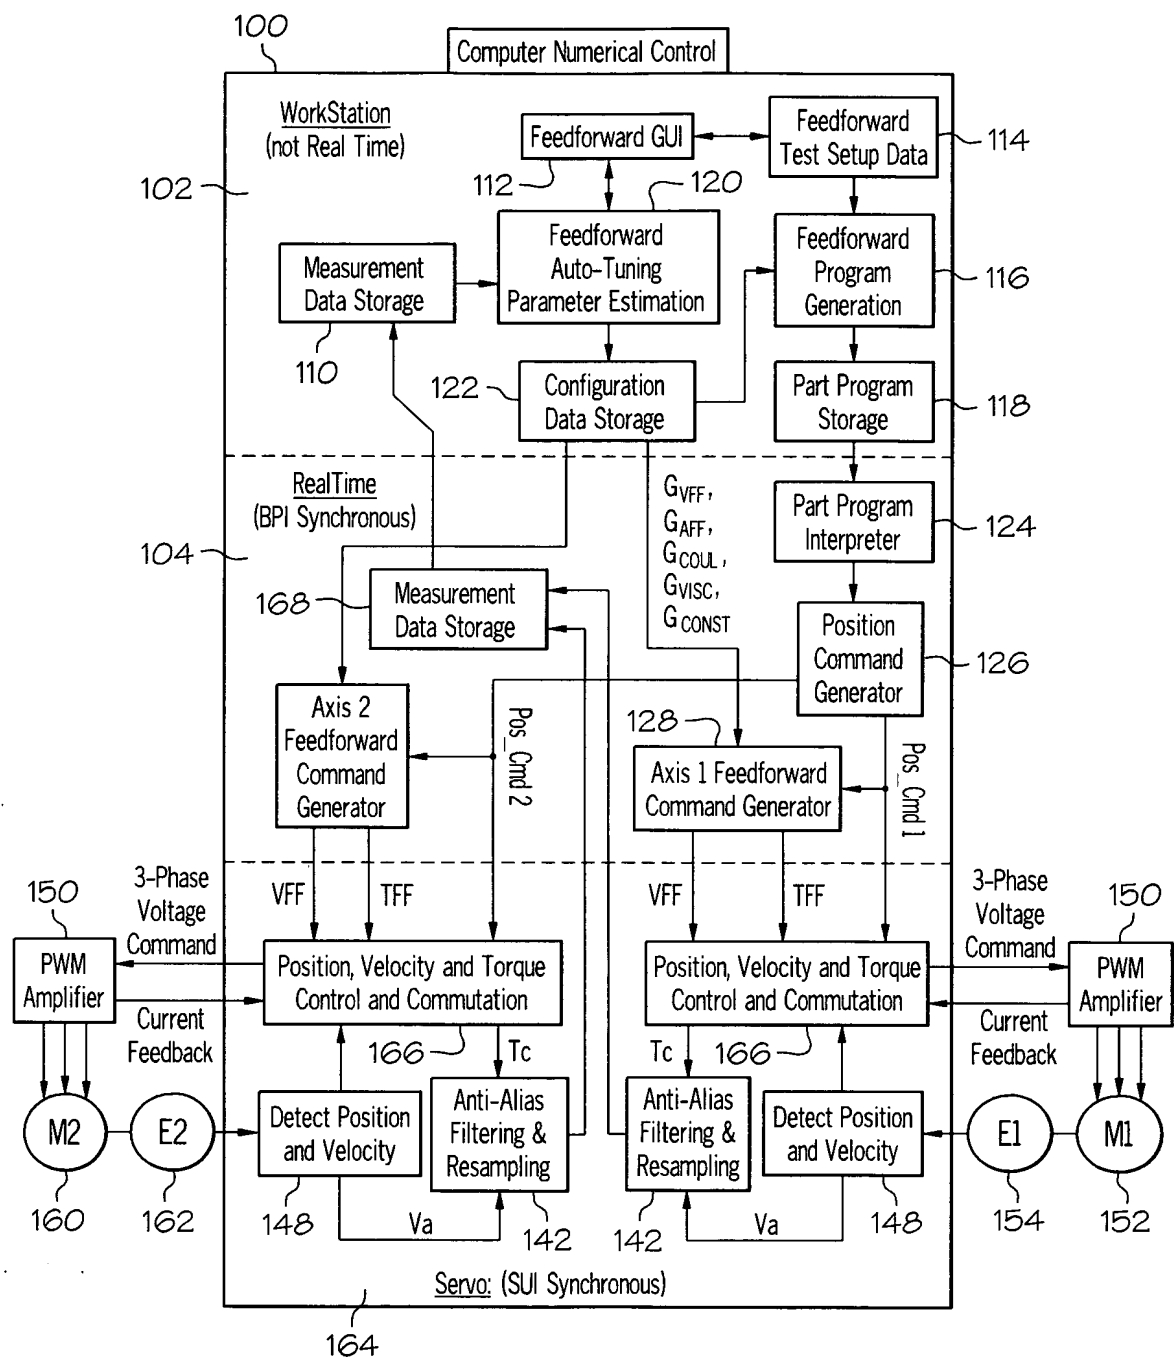 100
Computer Numerical Control
WorkStation
(not Real Time)
102
Feedforward GUI
112
Feedforward
Test Setup Data
114
120
Feedforward
Auto-Tuning
Parameter Estimation
Feedforward
Program
Generation
116
Measurement
Data Storage
110
122
Configuration
Data Storage
Part Program
Storage
118
RealTime
(BPI Synchronous)
104
GVFF,
GAFF,
GCOUL,
GVISC,
GCONST
Part Program
Interpreter
124
168
Measurement
Data Storage
Position
Command
Generator
126
Axis 2
Feedforward
Command
Generator
Pos_Cmd 2
128
Axis 1 Feedforward
Command Generator
Pos_Cmd 1
VFF
TFF
VFF
TFF
150
3-Phase
Voltage
Command
PWM
Amplifier
Current
Feedback
Position, Velocity and Torque
Control and Commutation
166
Tc
Position, Velocity and Torque
Control and Commutation
166
Tc
3-Phase
Voltage
Command
150
PWM
Amplifier
Current
Feedback
M2
160
E2
162
Detect Position
and Velocity
148
Va
Anti-Alias
Filtering &
Resampling
142
Anti-Alias
Filtering &
Resampling
142
Va
Detect Position
and Velocity
148
E1
154
M1
152
Servo: (SUI Synchronous)
164